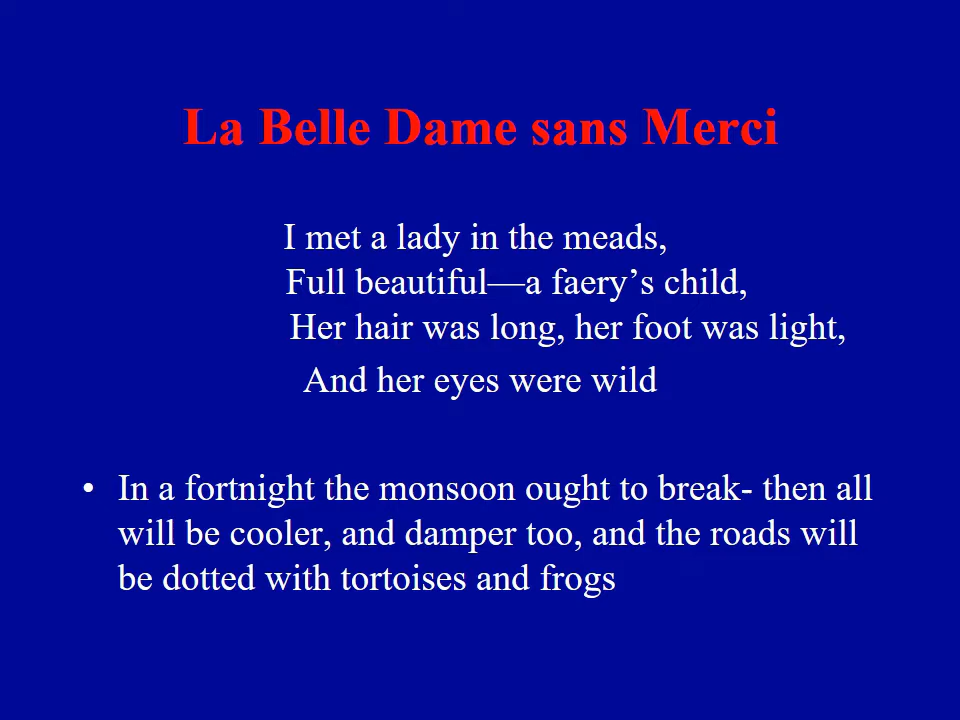 La Belle Dame sans Merci
I met a lady in the meads,
Full beautiful—a faery’s child,
Her hair was long, her foot was light,
And her eyes were wild
• In a fortnight the monsoon ought to break- then all
will be cooler, and damper too, and the roads will
be dotted with tortoises and frogs